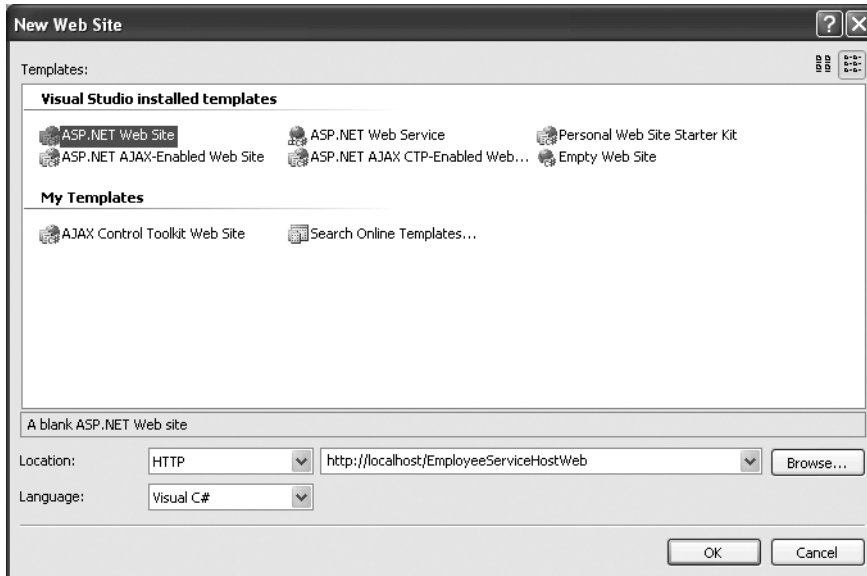 New Web Site
Templates:
Visual Studio installed templates
ASP.NET Web Site
ASP.NET Web Service
Personal Web Site Starter Kit
ASP.NET AJAX-Enabled Web Site
ASP.NET AJAX CTP-Enabled Web...
Empty Web Site
My Templates
AJAX Control Toolkit Web Site
Search Online Templates...
A blank ASP.NET Web site
Location:
HTTP
http://localhost/EmployeeServiceHostWeb
Browse...
Language:
Visual C#
OK
Cancel